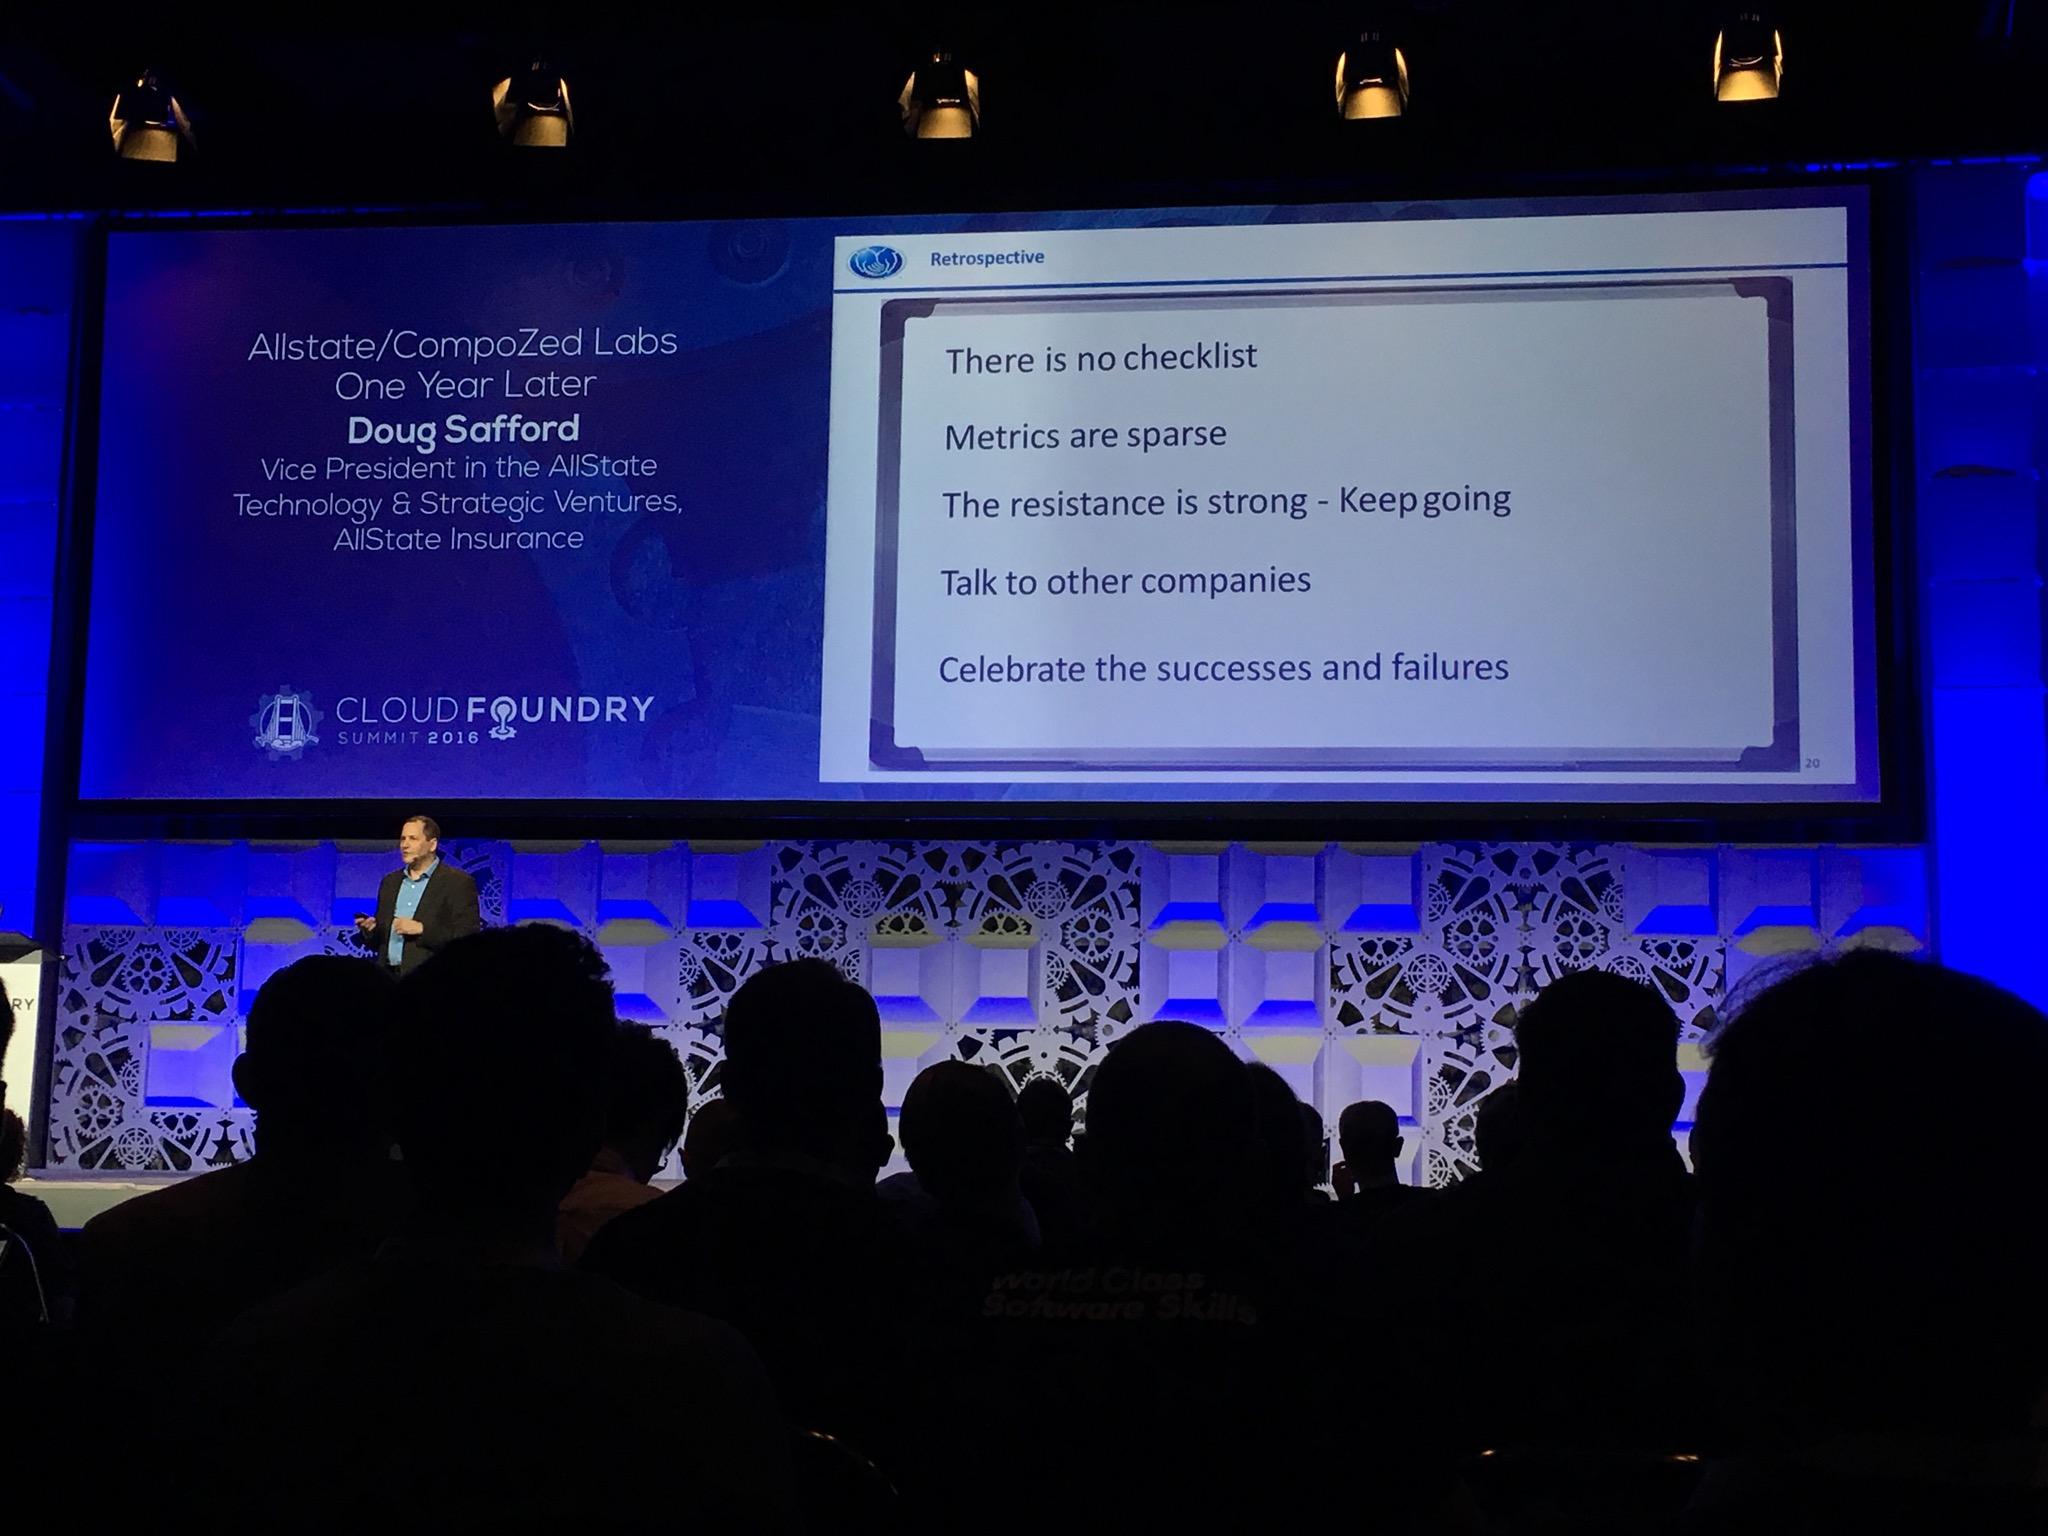 Allstate/CompoZed Labs
One Year Later
Doug Safford
Vice President in the AllState
Technology & Strategic Ventures,
AllState Insurance
CLOUD FOUNDRY
SUMMIT 2016
Retrospective
There is no checklist
Metrics are sparse
The resistance is strong - Keep going
Talk to other companies
Celebrate the successes and failures
20
RY
World Class
Software Skills